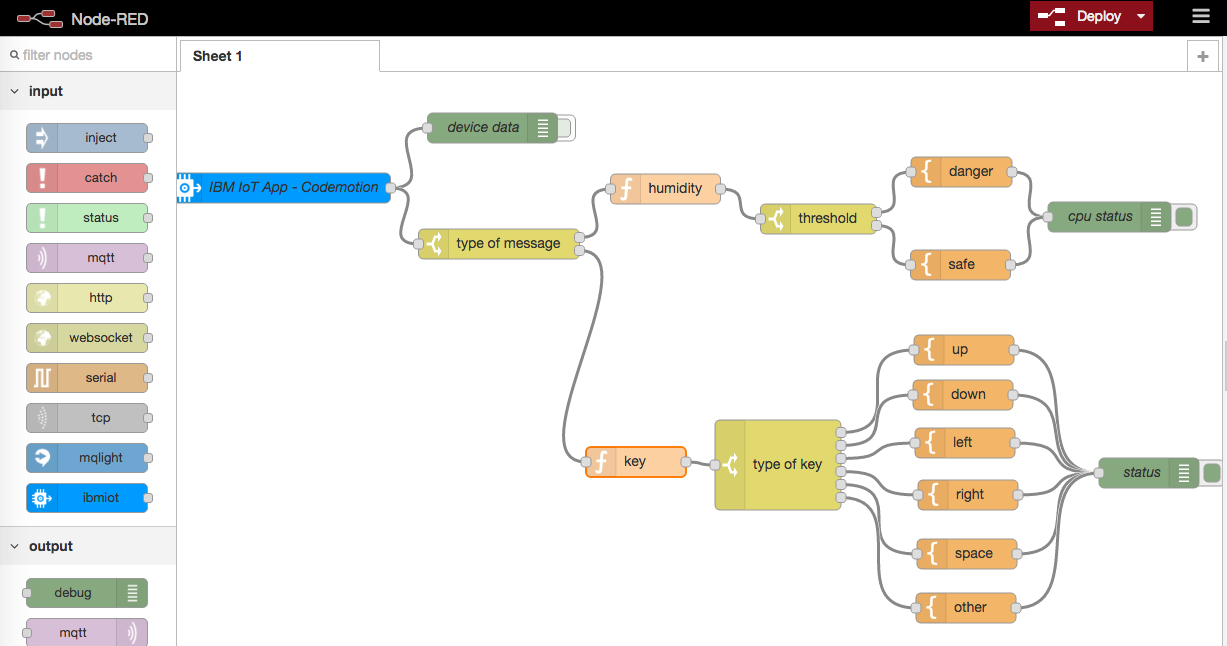 Node-RED
Deploy
filter nodes
Sheet 1
+
input
inject
catch
status
mqtt
http
websocket
serial
tcp
mqlight
ibmiot
output
debug
mqtt
device data
IBM IoT App - Codemotion
type of message
humidity
threshold
danger
safe
cpu status
key
type of key
up
down
left
right
space
other
status